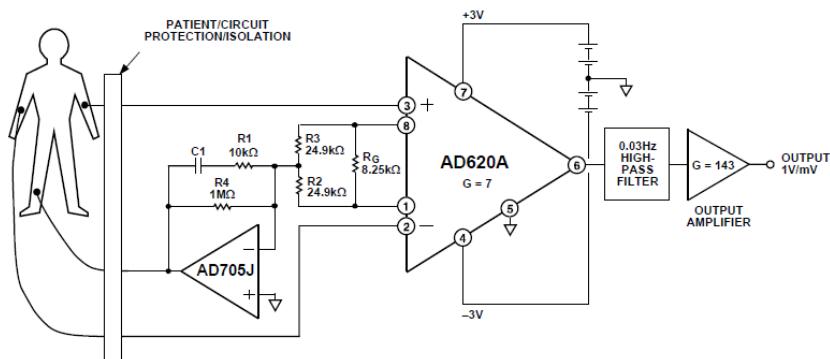 PATIENT/CIRCUIT
PROTECTION/ISOLATION
+3V
3
+
8
7
R1
10kΩ
C1
R3
24.9kΩ
RG
8.25kΩ
R4
1MΩ
R2
24.9kΩ
AD620A
G = 7
6
0.03Hz
HIGH-
PASS
FILTER
G = 143
OUTPUT
1V/mV
OUTPUT
AMPLIFIER
1
2
–
5
4
AD705J
–
+
–3V